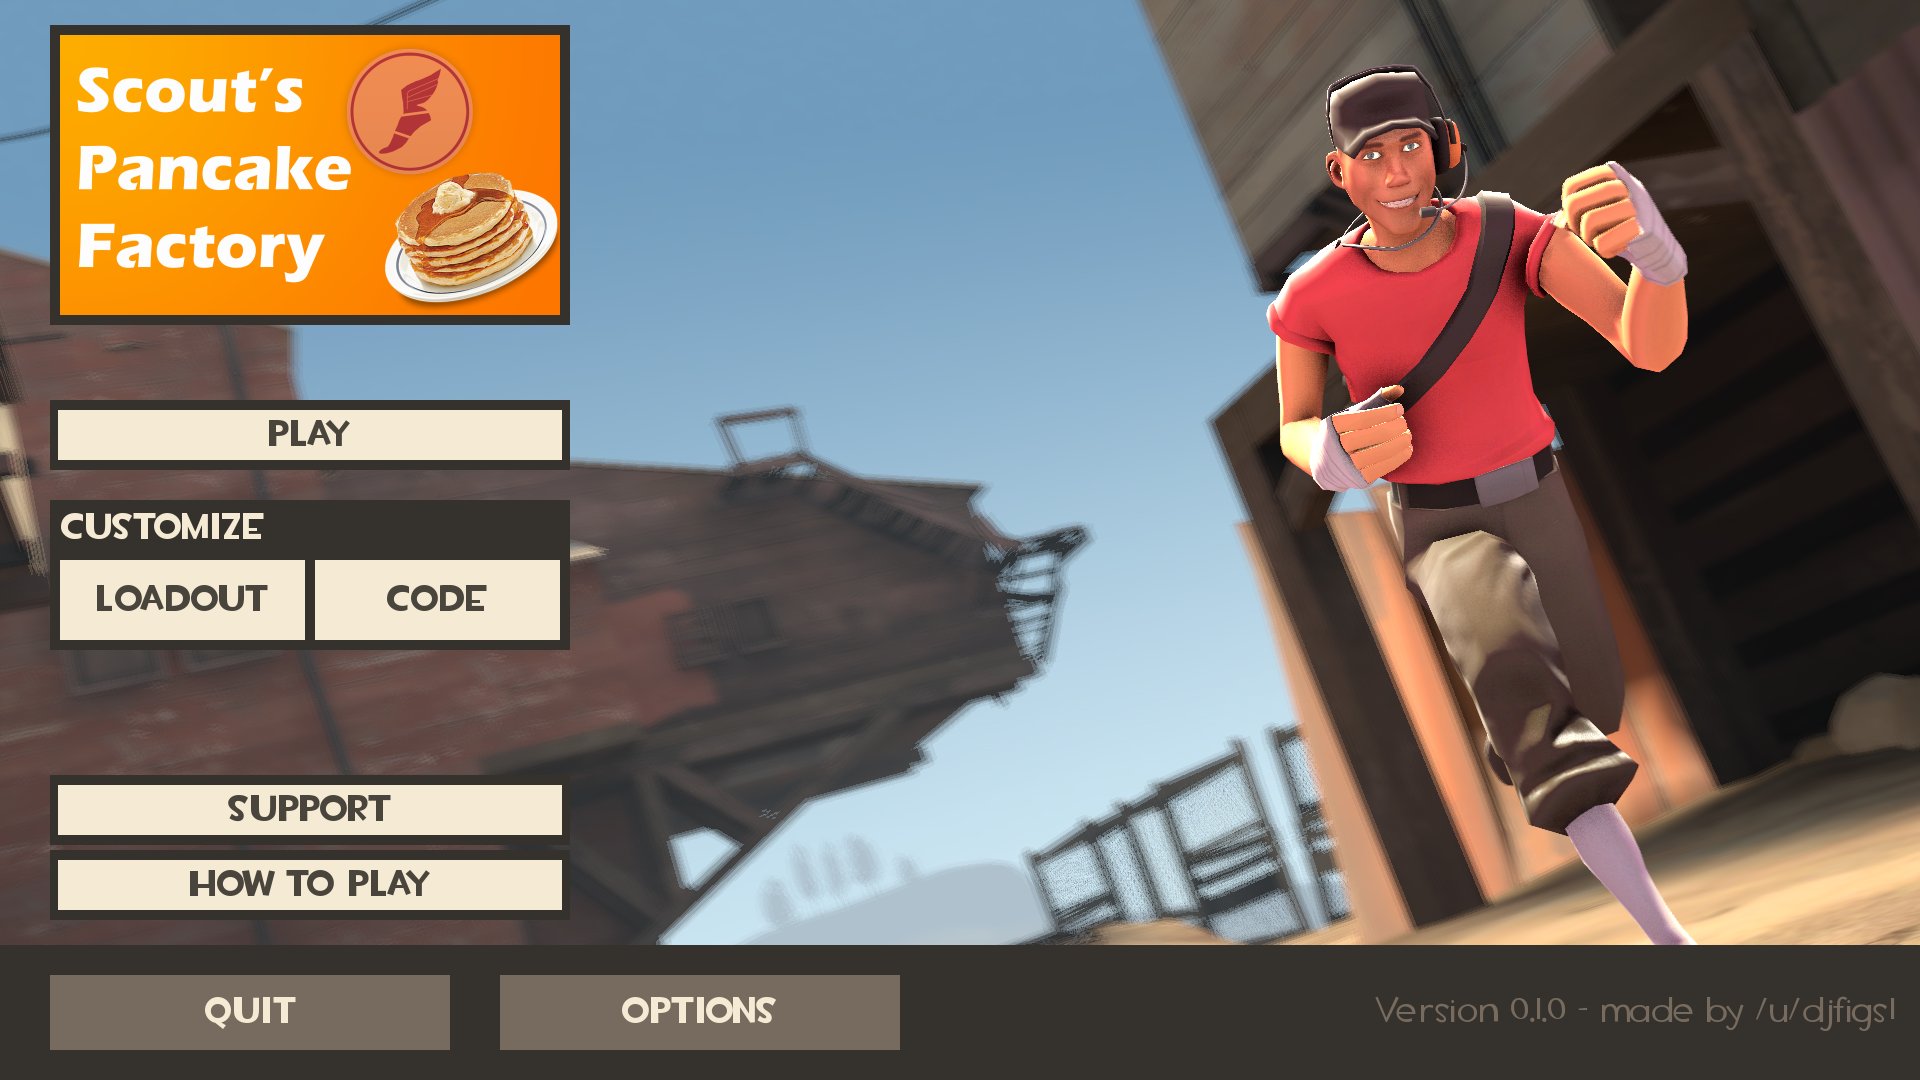 Scout's
Pancake
Factory
PLAY
CUSTOMIZE
LOADOUT
CODE
SUPPORT
HOW TO PLAY
QUIT
OPTIONS
Version 0.1.0 - made by /u/djfigs1